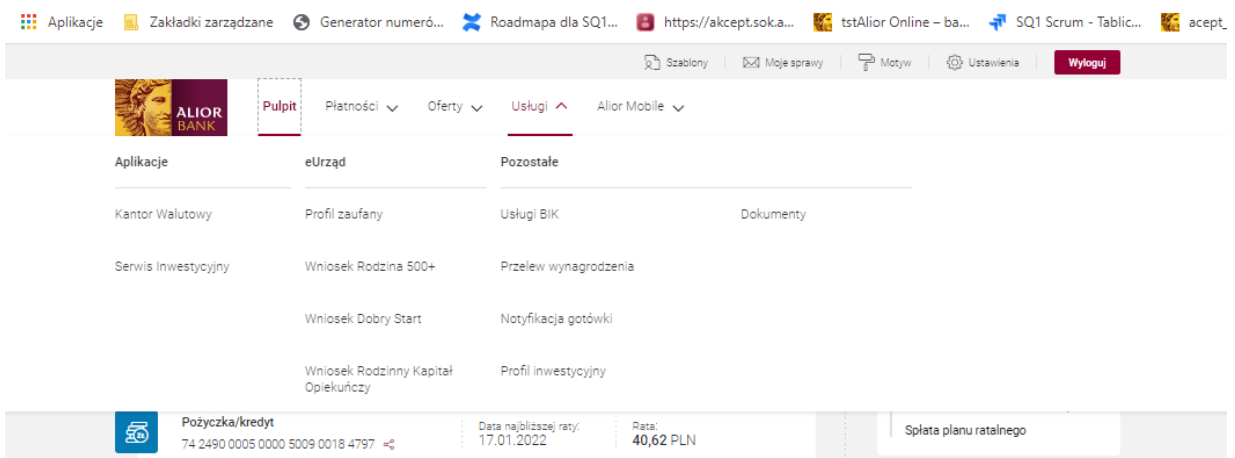 Aplikacje Zakładki zarządzane Generator numeró... Roadmapa dla SQ1... https://akcept.sok.a... tstAlior Online – ba... SQ1 Scrum - Tablic... acept_
Szablony Moje sprawy Motyw Ustawienia Wyloguj
ALIOR
BANK
Pulpit Płatności Oferty Usługi Alior Mobile
Aplikacje eUrząd Pozostałe
Kantor Walutowy Profil zaufany Usługi BIK Dokumenty
Serwis Inwestycyjny Wniosek Rodzina 500+ Przelew wynagrodzenia
Wniosek Dobry Start Notyfikacja gotówki
Wniosek Rodzinny Kapitał
Opiekuńczy
Profil inwestycyjny
Pożyczka/kredyt Data najbliższej raty: Rata:
74 2490 0005 0000 5009 0018 4797 17.01.2022 40,62 PLN
Spłata planu ratalnego